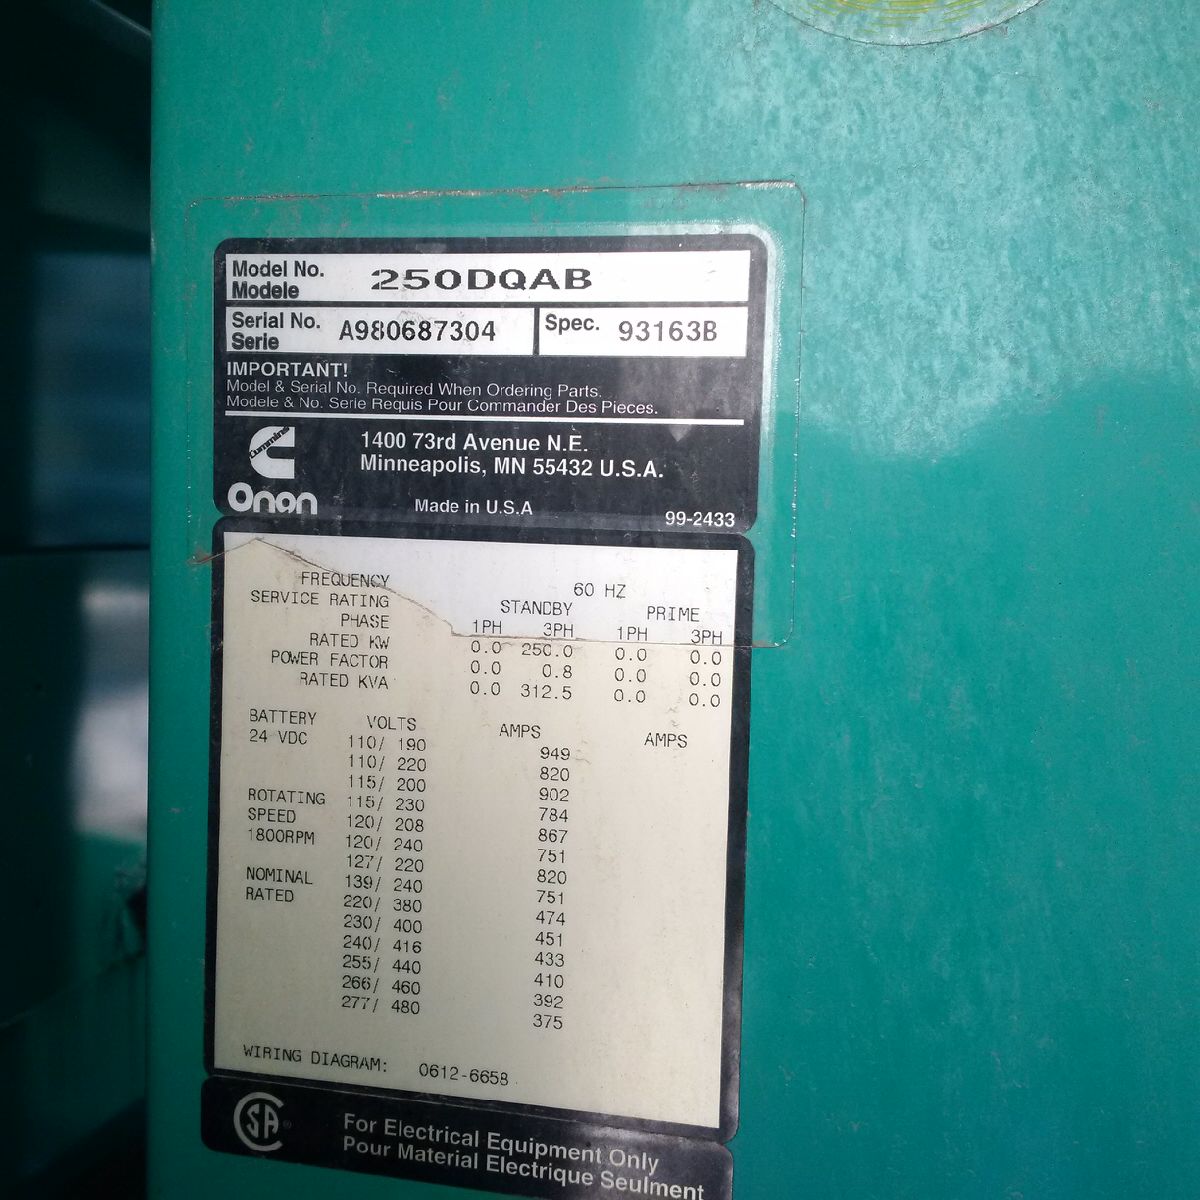 Model No. 250DQAB
Modele
Serial No. A980687304 Spec. 93163B
Serie
IMPORTANT!
Model & Serial No. Required When Ordering Parts.
Modele & No. Serie Requis Pour Commander Des Pieces.
Cummins
Onan
1400 73rd Avenue N.E.
Minneapolis, MN 55432 U.S.A.
Made in U.S.A
99-2433
FREQUENCY 60 HZ
SERVICE RATING STANDBY PRIME
PHASE 1PH 3PH 1PH 3PH
RATED KW 0.0 250.0 0.0 0.0
POWER FACTOR 0.0 0.8 0.0 0.0
RATED KVA 0.0 312.5 0.0 0.0
BATTERY VOLTS AMPS AMPS
24 VDC 110/ 190 949
110/ 220 820
115/ 200 902
ROTATING 115/ 230 784
SPEED 120/ 208 867
1800RPM 120/ 240 751
127/ 220 820
NOMINAL 139/ 240 751
RATED 220/ 380 474
230/ 400 451
240/ 416 433
255/ 440 410
266/ 460 392
277/ 480 375
WIRING DIAGRAM: 0612-6658
CSA ®
For Electrical Equipment Only
Pour Material Electrique Seulment